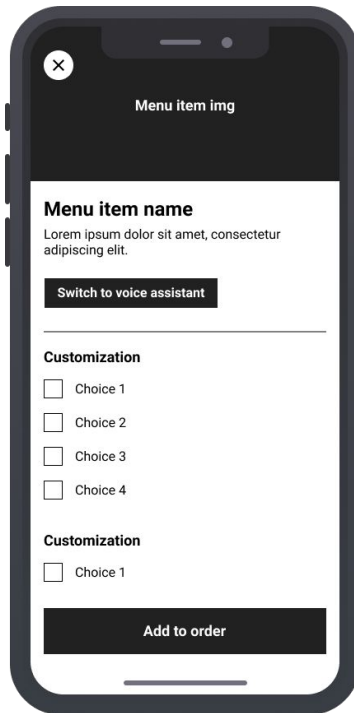 Menu item img
Menu item name
Lorem ipsum dolor sit amet, consectetur
adipiscing elit.
Switch to voice assistant
Customization
Choice 1
Choice 2
Choice 3
Choice 4
Customization
Choice 1
Add to order